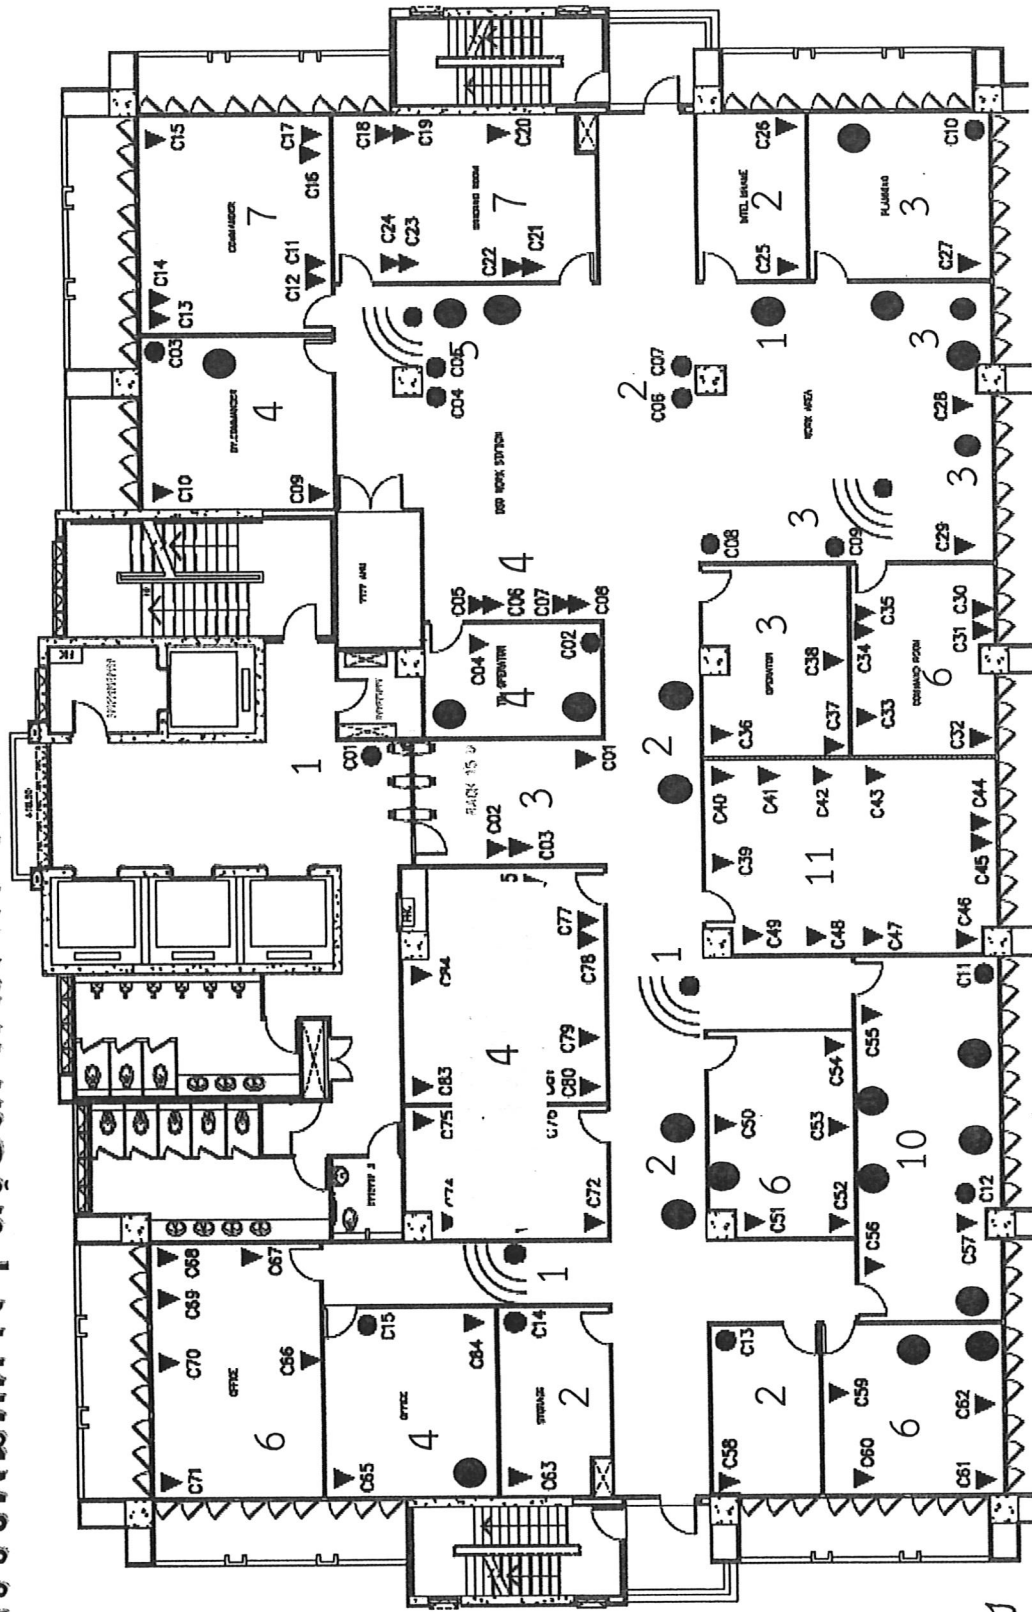 C15
C17
C16
C14
C13
C11
C12
COMMANDER
7
C18
C19
C20
C24
C23
C22
C21
7
C26
C25
2
C10
C27
PLANNING
3
C03
C10
C09
DY.COMMANDER
4
C04
C05
5
C07
C06
2
1
3
C28
3
C29
WORK AREA
3
C08
C09
DSO WORK STATION
4
C05
C06
C07
C08
C04
C02
OPERATOR
4
C01
1
C02
C03
C01
3
2
C36
C37
C38
OPERATOR
3
C35
C34
C33
C30
C31
C32
COMMAND ROOM
6
C40
C41
C42
C43
C39
C44
C45
C46
C49
C48
C47
11
FHC
5
C77
C78
C79
C80
C84
C83
4
C75
C76
C74
C72
1
2
C50
C51
C52
C53
C54
6
C55
C11
C56
C57
C12
10
C68
C69
C70
C71
C67
C66
OFFICE
6
C15
C64
C65
OFFICE
4
1
C14
C63
STORAGE
2
C13
C58
2
C59
C60
C61
C62
6